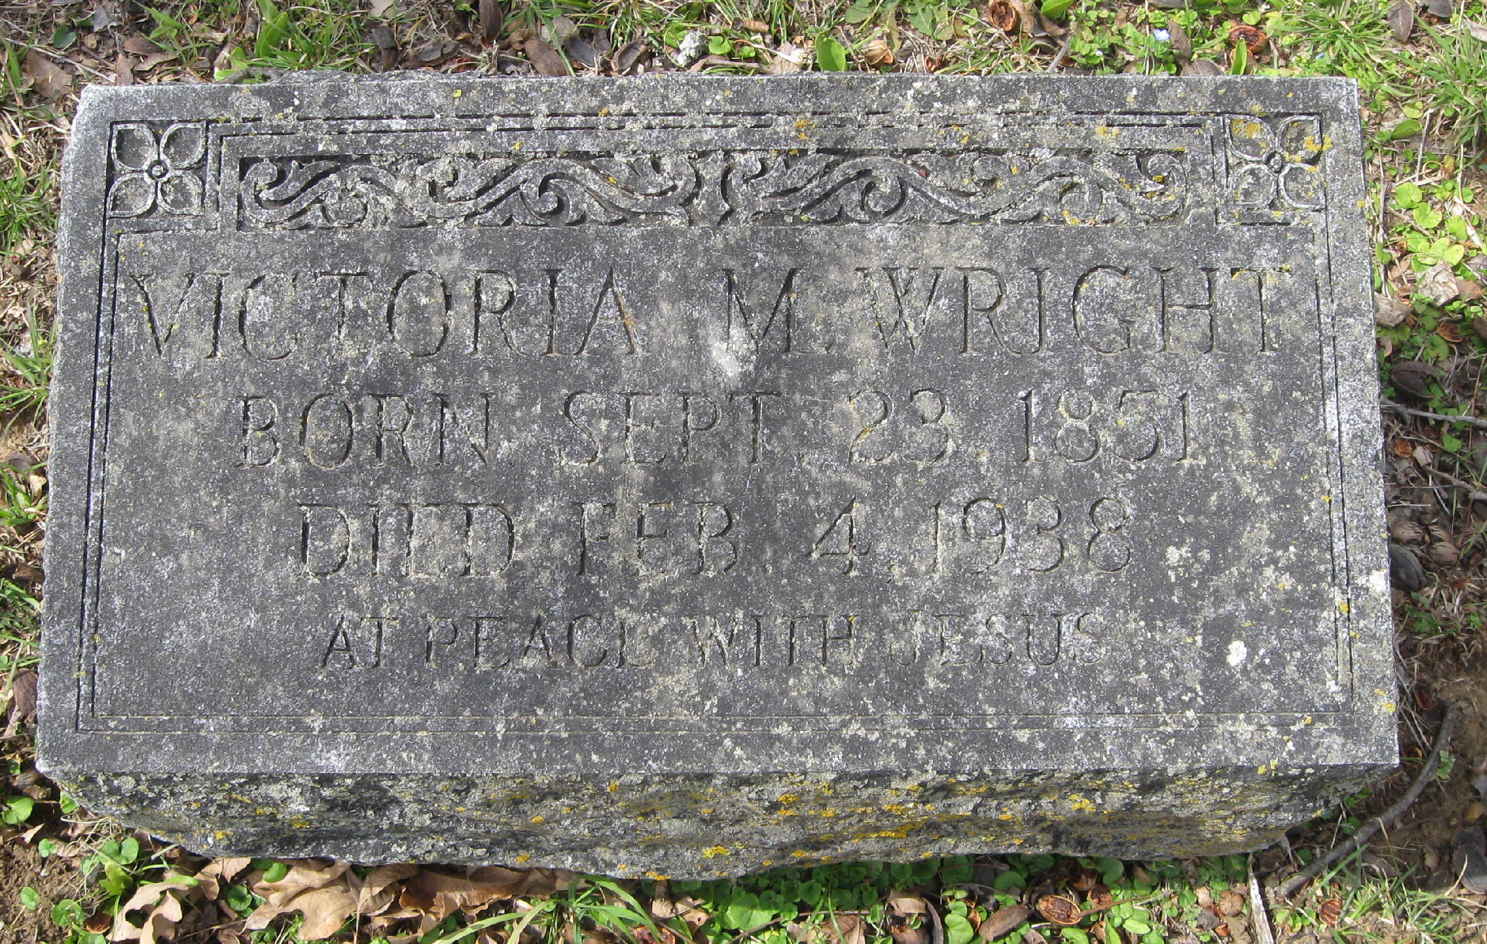 VICTORIA M. WRIGHT
BORN SEPT. 23. 1851
DIED FEB. 4, 1938
AT PEACE WITH JESUS